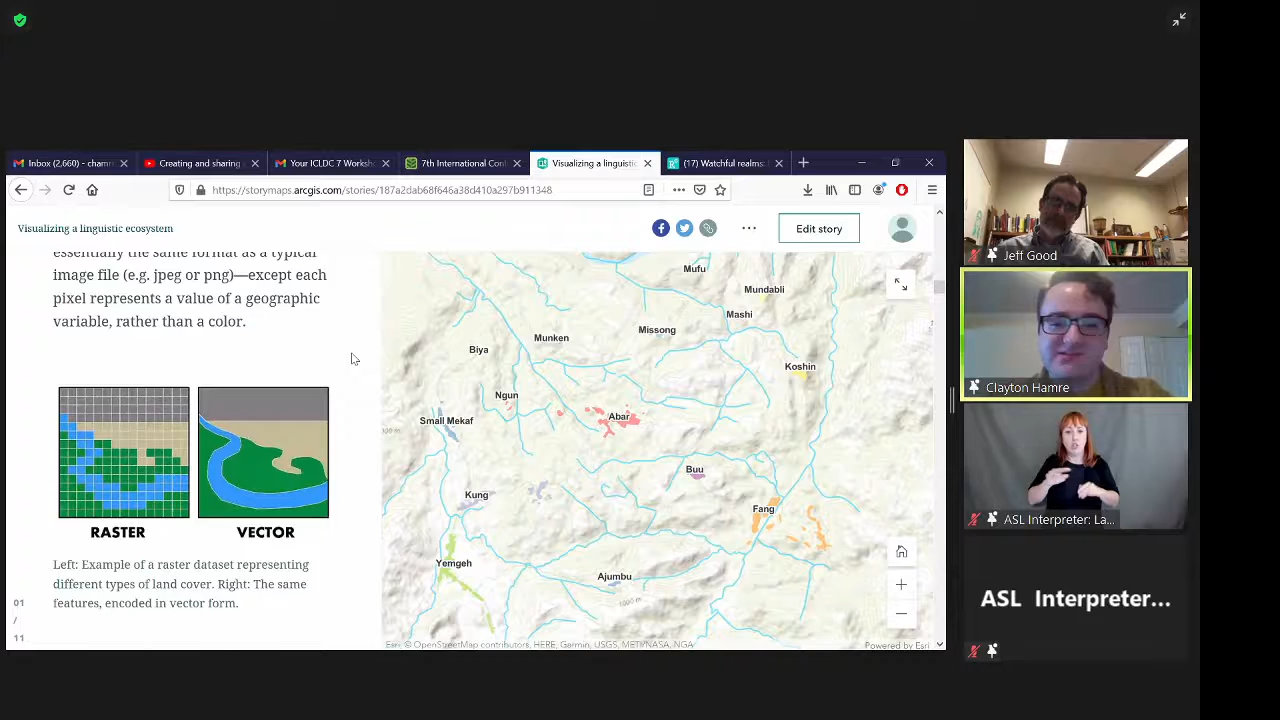 Inbox (2,660) – cham
Creating and sharing
Your ICLDC 7 Worksh
7th International Con
Visualizing a linguistic
(17) Watchful realms:
https://storymaps.arcgis.com/stories/187a2dab68f646a38d410a297b911348
Visualizing a linguistic ecosystem
Edit story
essentially the same format as a typical
image file (e.g. jpeg or png)—except each
pixel represents a value of a geographic
variable, rather than a color.
RASTER
VECTOR
Left: Example of a raster dataset representing
different types of land cover. Right: The same
features, encoded in vector form.
01
/
11
Mufu
Mundabli
Mashi
Missong
Munken
Biya
Koshin
Ngun
Abar
Small Mekaf
Buu
Kung
Fang
Yemgeh
Ajumbu
1000 m
Esri, © OpenStreetMap contributors, HERE, Garmin, USGS, METI/NASA, NGA
Powered by Esri
Jeff Good
Clayton Hamre
ASL Interpreter: La...
ASL Interpreter...